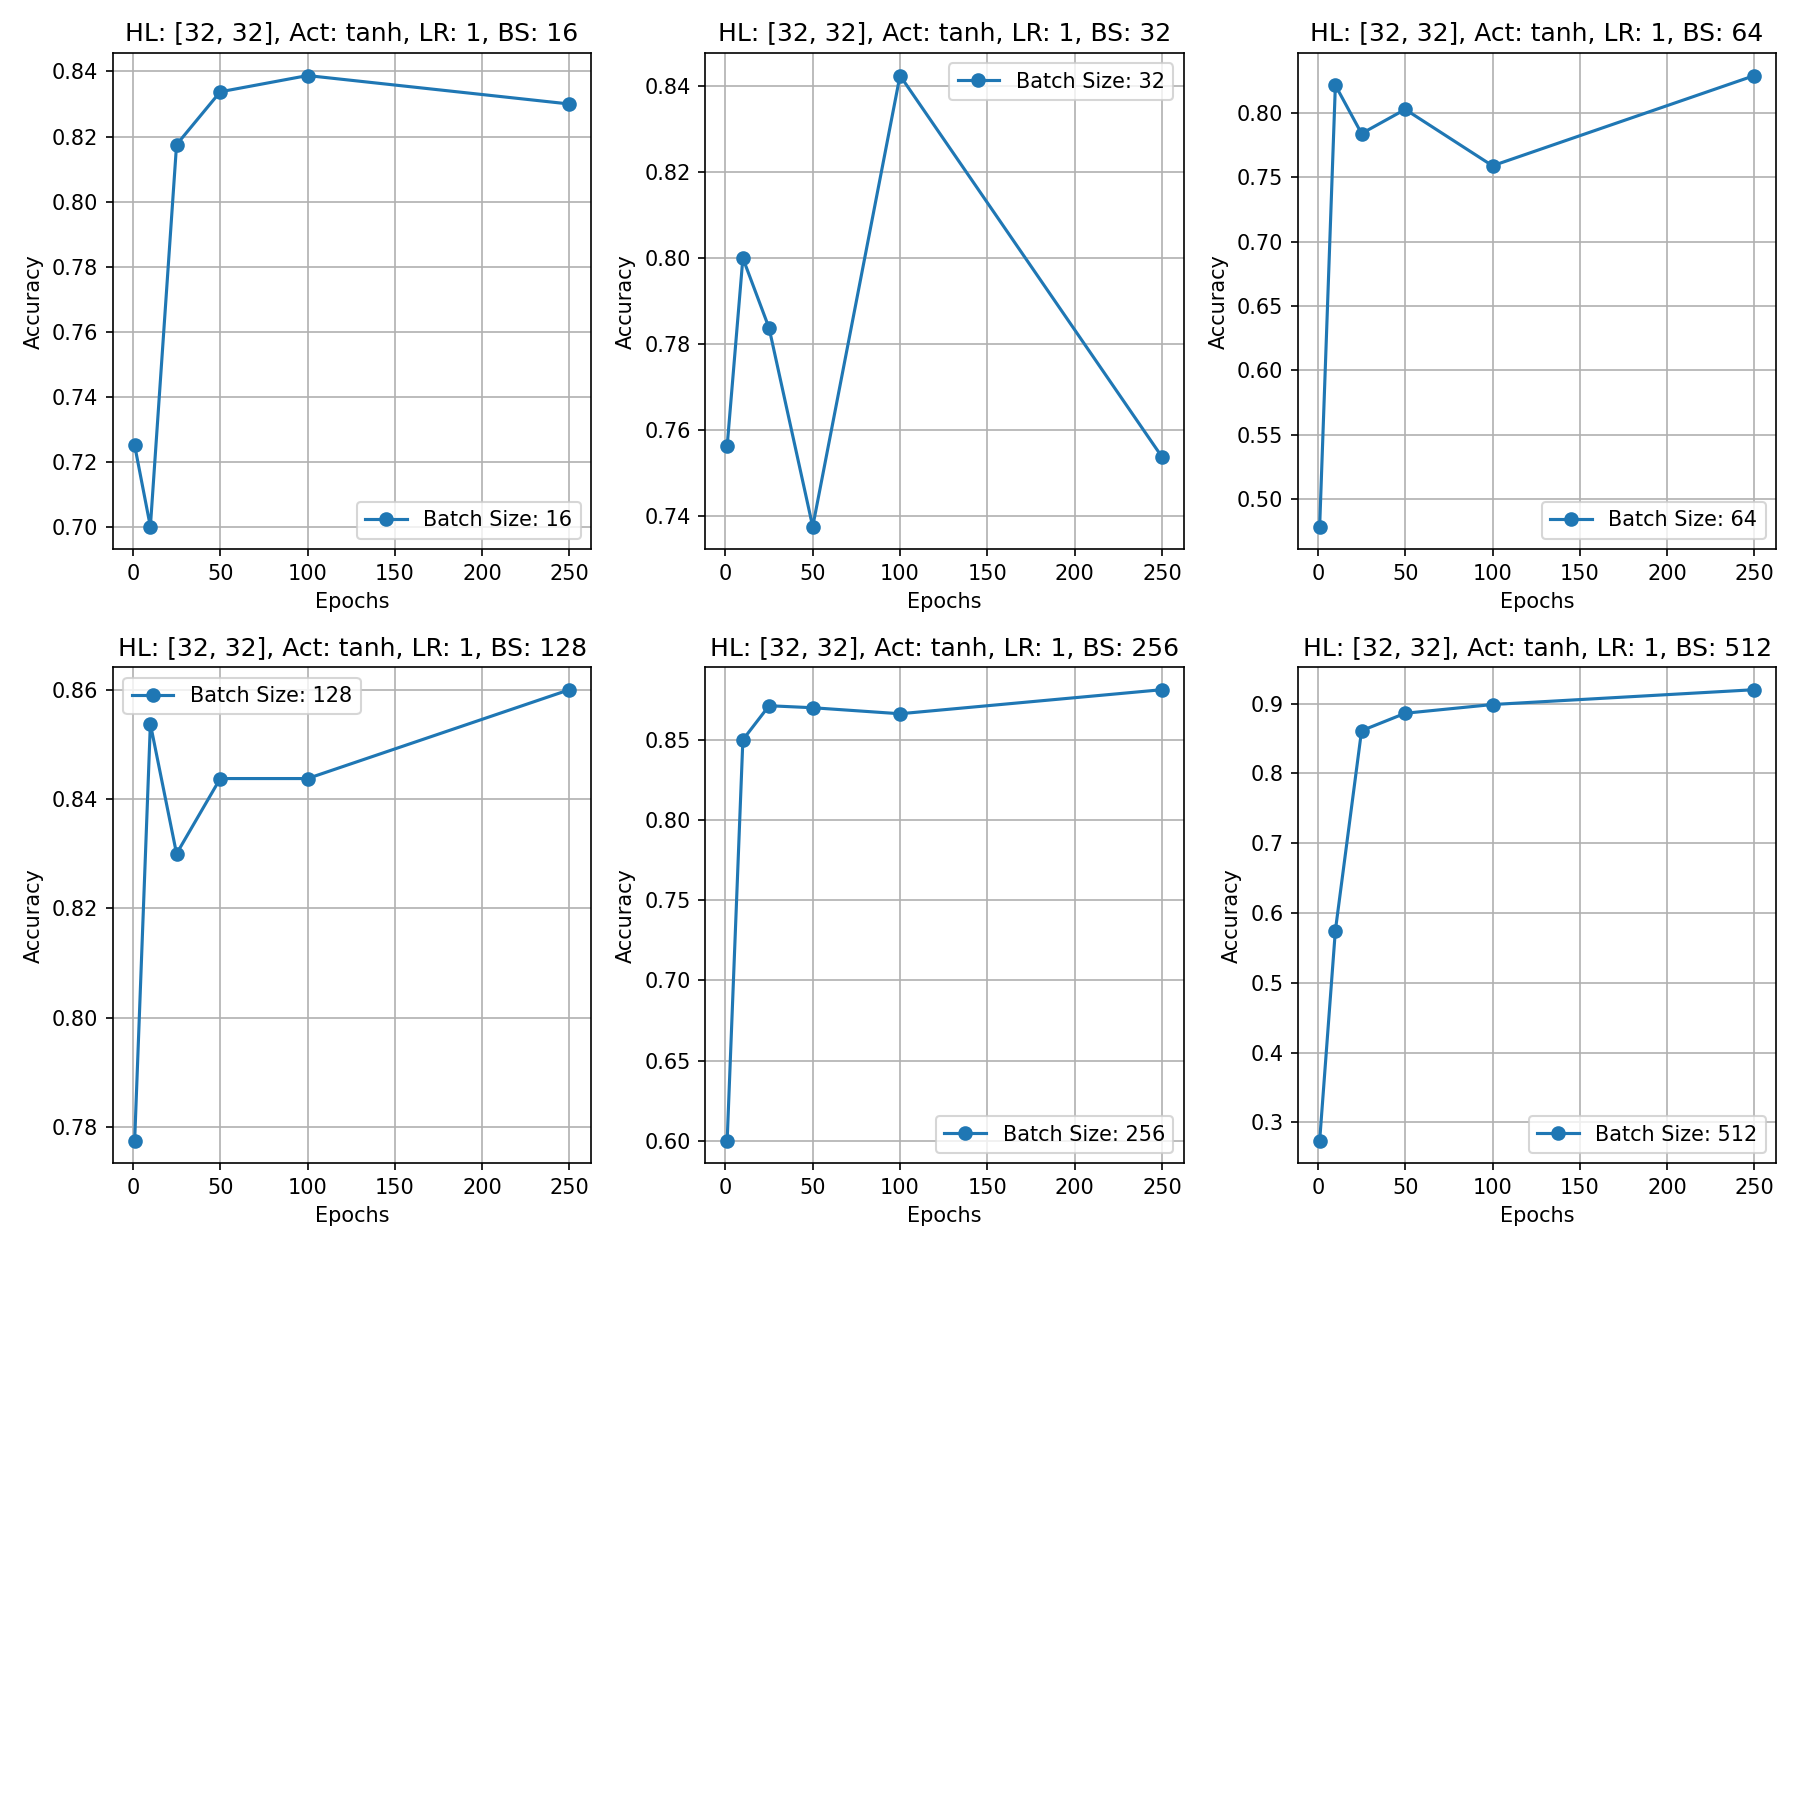 HL: [32, 32], Act: tanh, LR: 1, BS: 16
0.84
0.82
0.80
0.78
0.76
0.74
0.72
0.70
Accuracy
Batch Size: 16
0 50 100 150 200 250
Epochs
HL: [32, 32], Act: tanh, LR: 1, BS: 32
0.84
0.82
0.80
0.78
0.76
0.74
Accuracy
Batch Size: 32
0 50 100 150 200 250
Epochs
HL: [32, 32], Act: tanh, LR: 1, BS: 64
0.80
0.75
0.70
0.65
0.60
0.55
0.50
Accuracy
Batch Size: 64
0 50 100 150 200 250
Epochs
HL: [32, 32], Act: tanh, LR: 1, BS: 128
0.86
0.84
0.82
0.80
0.78
Accuracy
Batch Size: 128
0 50 100 150 200 250
Epochs
HL: [32, 32], Act: tanh, LR: 1, BS: 256
0.85
0.80
0.75
0.70
0.65
0.60
Accuracy
Batch Size: 256
0 50 100 150 200 250
Epochs
HL: [32, 32], Act: tanh, LR: 1, BS: 512
0.9
0.8
0.7
0.6
0.5
0.4
0.3
Accuracy
Batch Size: 512
0 50 100 150 200 250
Epochs